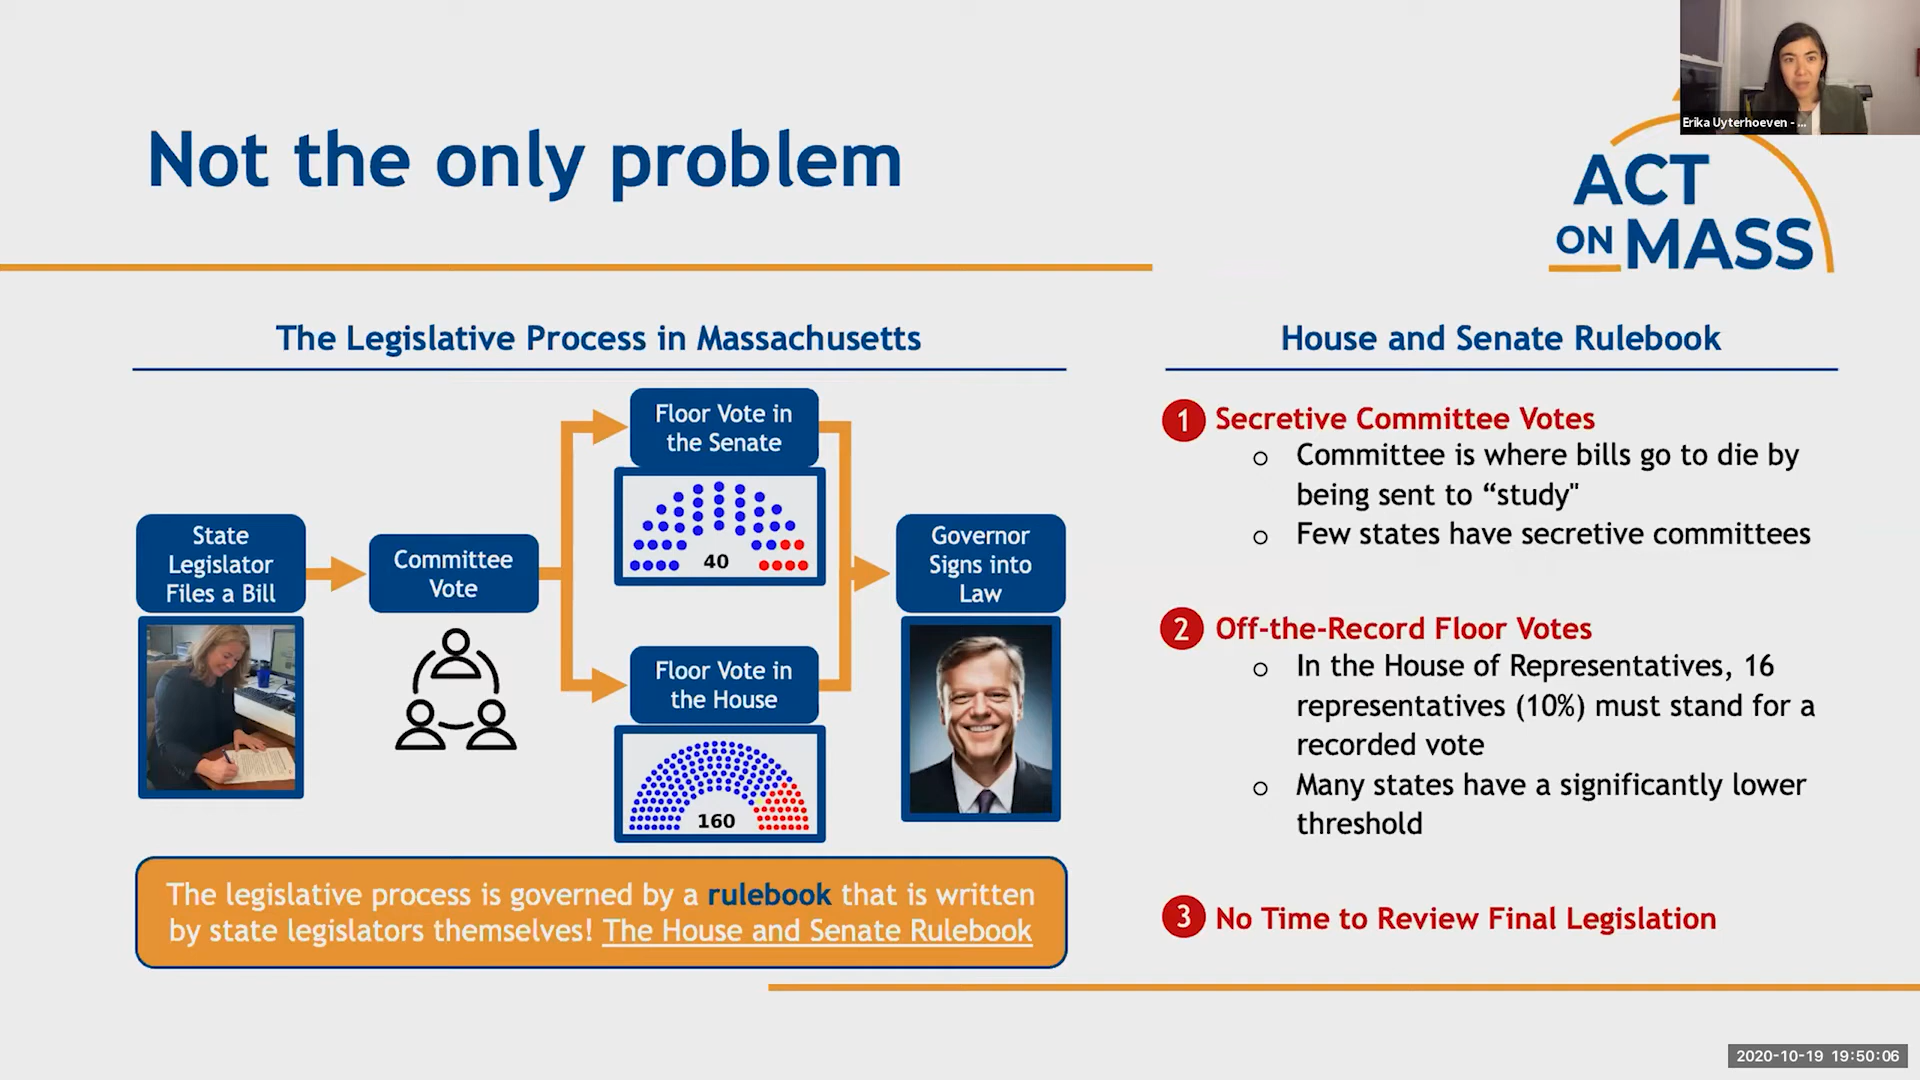 Erika Uyterhoeven - ...
ACT
ON MASS
Not the only problem
The Legislative Process in Massachusetts
State
Legislator
Files a Bill
Committee
Vote
Floor Vote in
the Senate
40
Floor Vote in
the House
160
Governor
Signs into
Law
The legislative process is governed by a rulebook that is written
by state legislators themselves! The House and Senate Rulebook
House and Senate Rulebook
1 Secretive Committee Votes
o Committee is where bills go to die by
being sent to “study"
o Few states have secretive committees
2 Off-the-Record Floor Votes
o In the House of Representatives, 16
representatives (10%) must stand for a
recorded vote
o Many states have a significantly lower
threshold
3 No Time to Review Final Legislation
2020-10-19 19:50:06